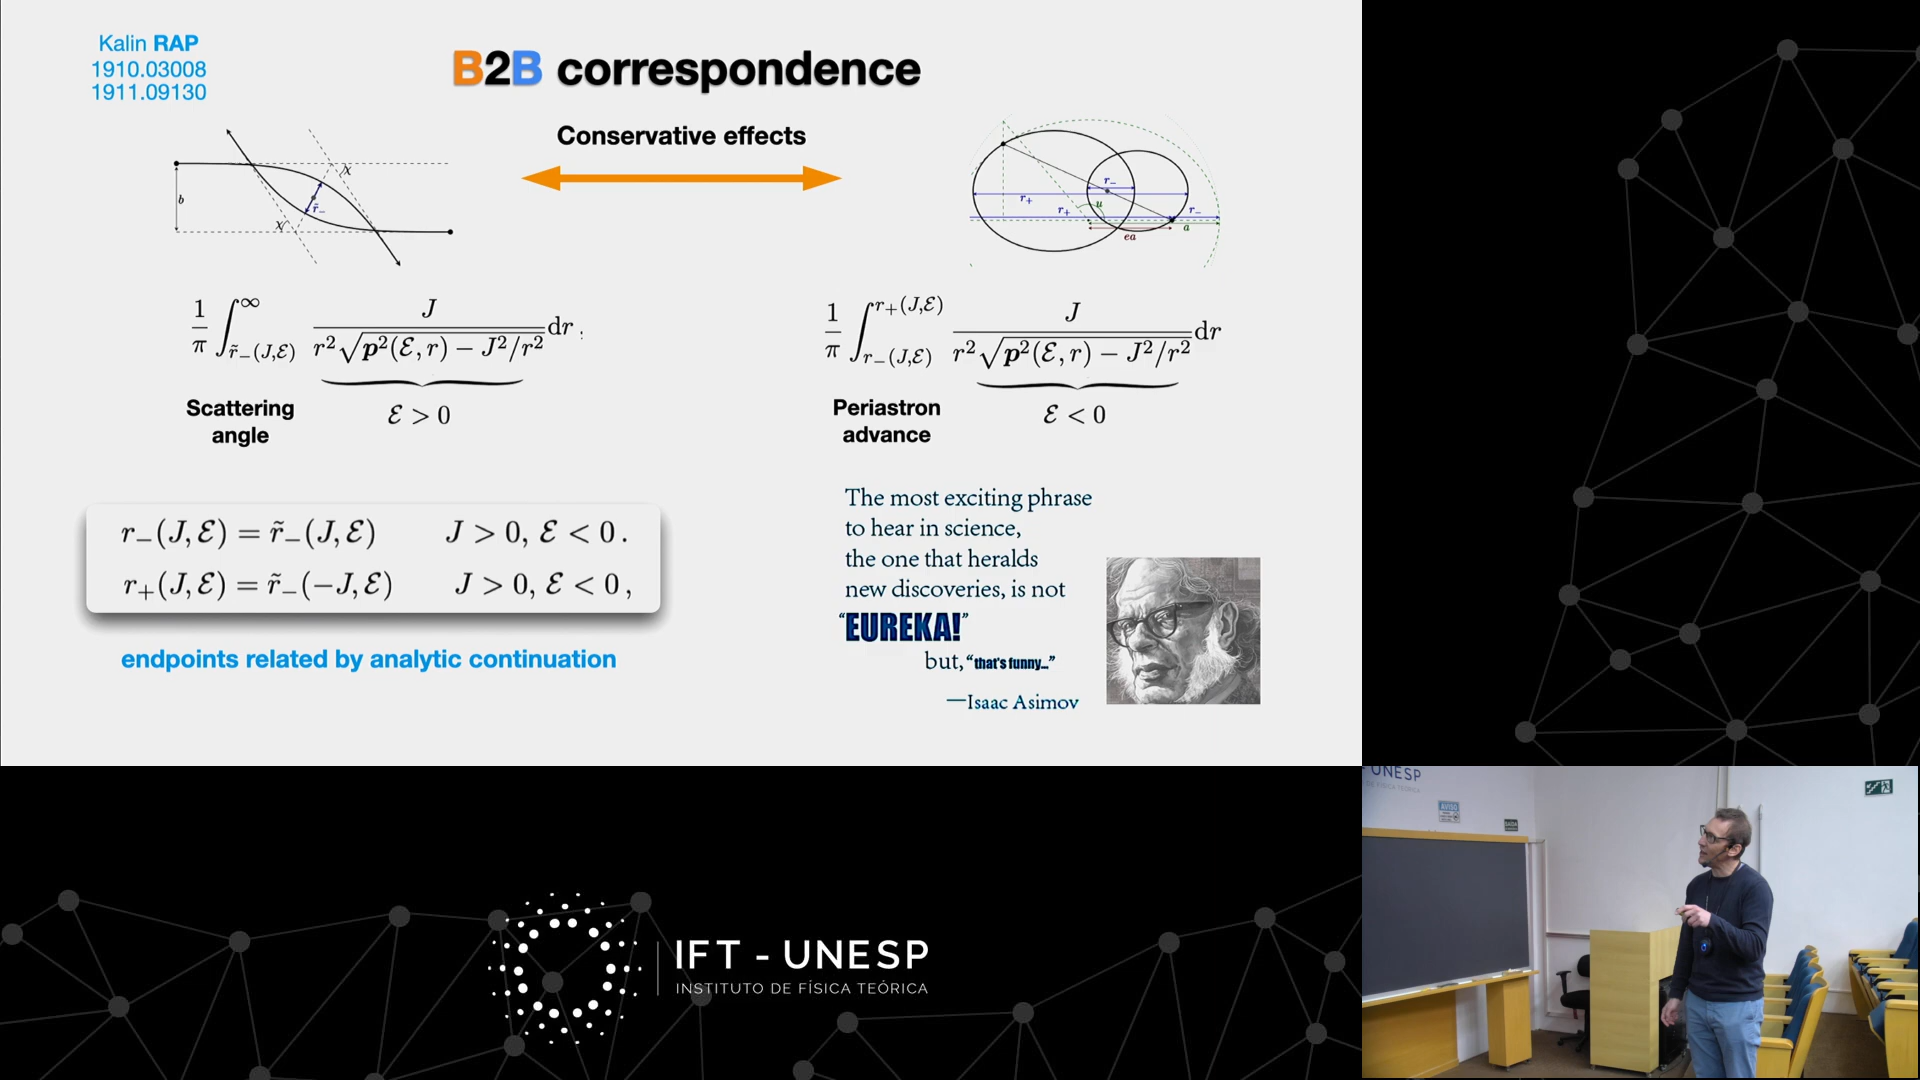 Kalin RAP
1910.03008
1911.09130
B2B correspondence
Conservative effects
b
χ
r̃₋
χ
r₋
r₊
u
r₊
r₋
a
ea
1/π ∫_{r̃₋(J,ℰ)}^{∞} J / (r²√(p²(ℰ, r) − J²/r²)) dr
Scattering
angle
ℰ > 0
1/π ∫_{r₋(J,ℰ)}^{r₊(J,ℰ)} J / (r²√(p²(ℰ, r) − J²/r²)) dr
Periastron
advance
ℰ < 0
r₋(J, ℰ) = r̃₋(J, ℰ) J > 0, ℰ < 0 .
r₊(J, ℰ) = r̃₋(−J, ℰ) J > 0, ℰ < 0 ,
endpoints related by analytic continuation
The most exciting phrase
to hear in science,
the one that heralds
new discoveries, is not
“EUREKA!”
but, “that's funny...”
—Isaac Asimov
IFT - UNESP
INSTITUTO DE FÍSICA TEÓRICA
UNESP
AVISO
SAÍDA